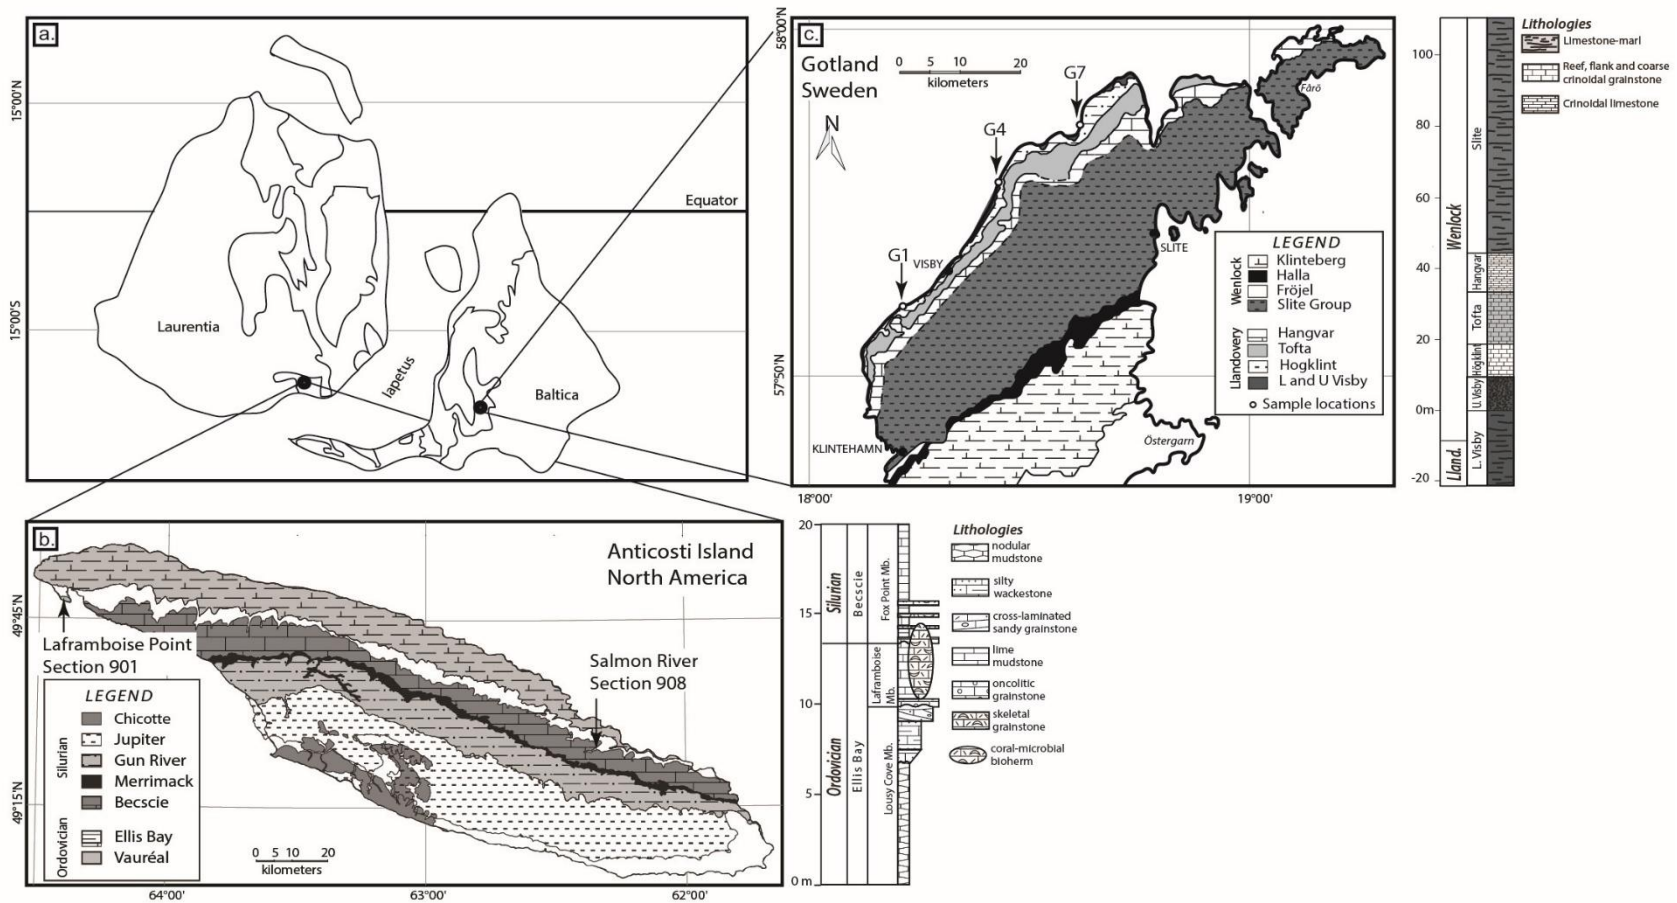 a.
15°00'N
15°00'S
Equator
Laurentia
Iapetus
Baltica
c.
58°00'N
57°50'N
Gotland
Sweden
0 5 10 20
kilometers
N
G7
G4
G1
VISBY
SLITE
KLINTEHAMN
Fårö
Östergarn
LEGEND
Wenlock
Klinteberg
Halla
Fröjel
Slite Group
Llandovery
Hangvar
Tofta
Hogklint
L and U Visby
Sample locations
18°00'
19°00'
100
80
60
40
20
0m
-20
Wenlock
Lland.
Slite
Hangvar
Tofta
Högklint
U. Visby
L. Visby
Lithologies
Limestone-marl
Reef, flank and coarse
crinoidal grainstone
Crinoidal limestone
b.
Anticosti Island
North America
49°45'N
49°15'N
Laframboise Point
Section 901
Salmon River
Section 908
LEGEND
Silurian
Chicotte
Jupiter
Gun River
Merrimack
Becscie
Ordovician
Ellis Bay
Vauréal
0 5 10 20
kilometers
64°00'
63°00'
62°00'
20
15
10
5
0 m
Silurian
Ordovician
Becscie
Ellis Bay
Fox Point Mb.
Laframboise
Mb.
Lousy Cove Mb.
Lithologies
nodular
mudstone
silty
wackestone
cross-laminated
sandy grainstone
lime
mudstone
oncolitic
grainstone
skeletal
grainstone
coral-microbial
bioherm